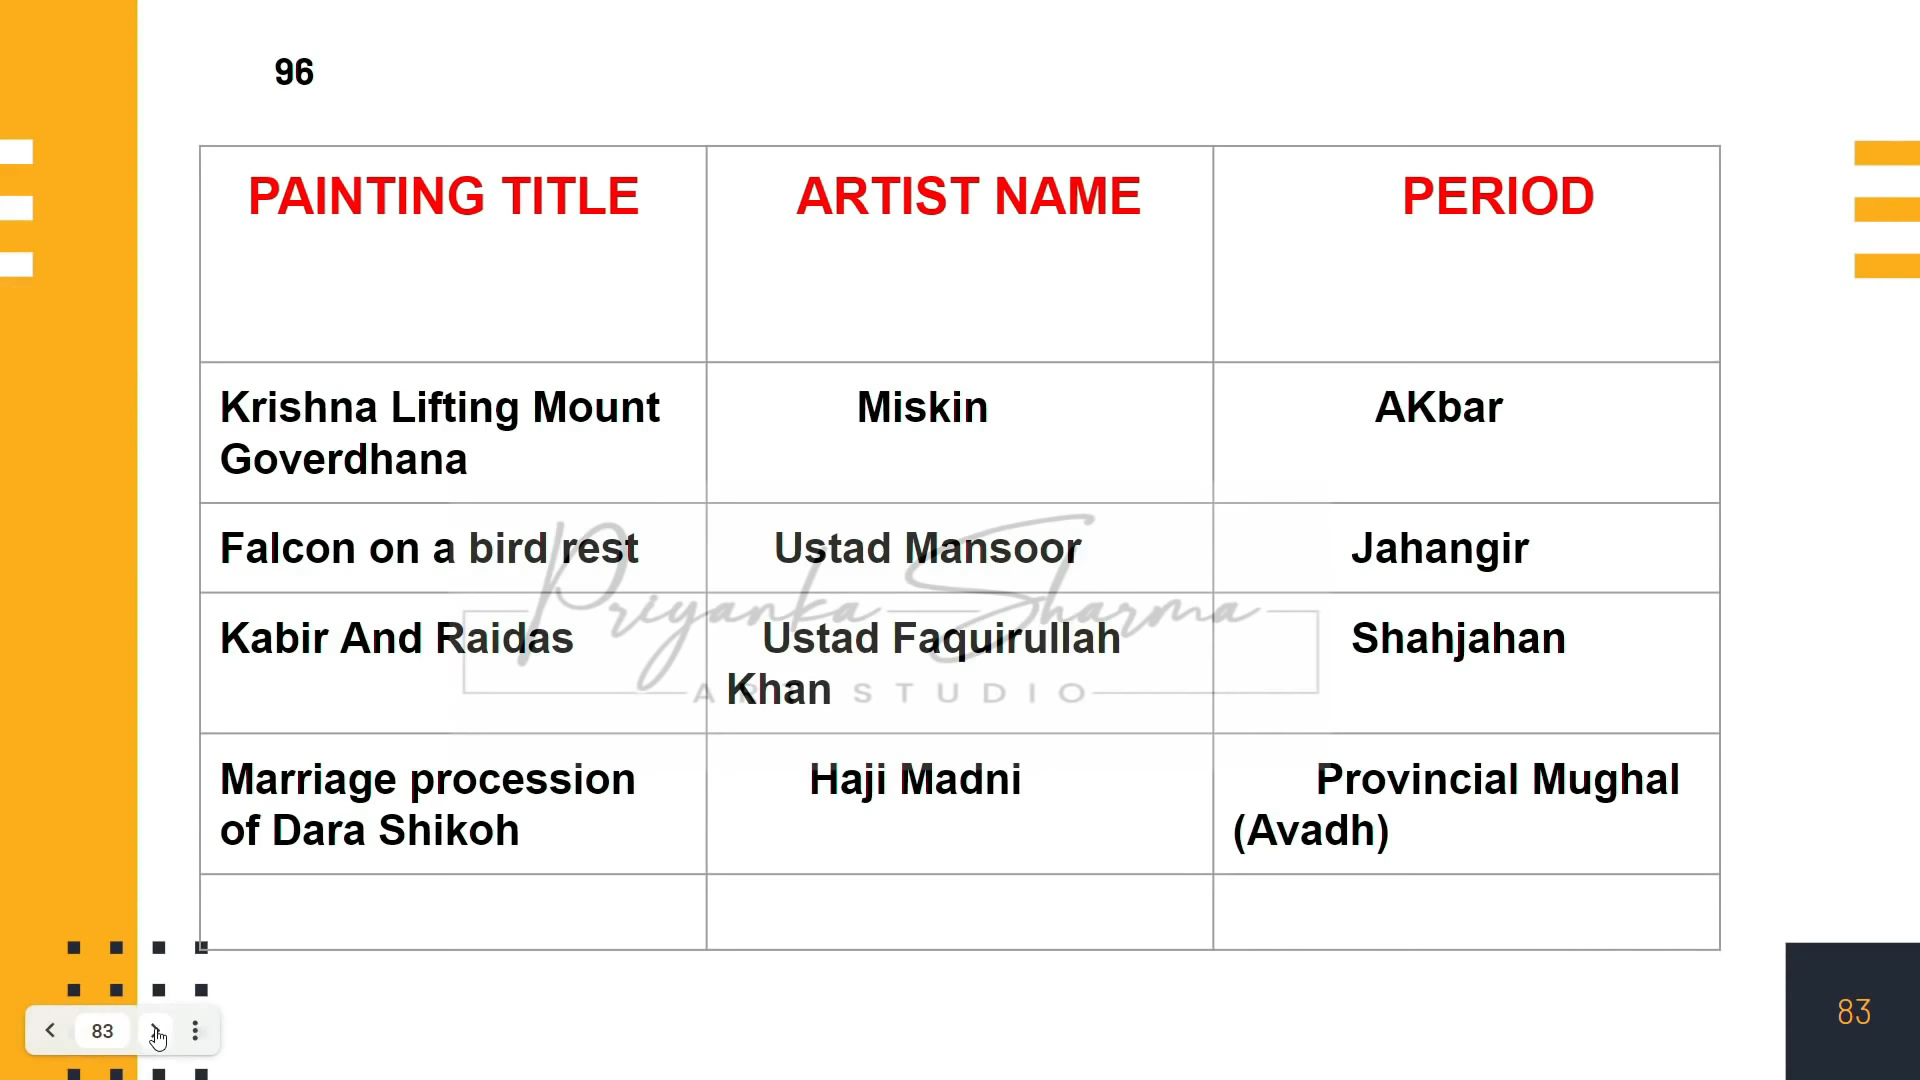 96
PAINTING TITLE ARTIST NAME PERIOD
Krishna Lifting Mount Miskin AKbar
Goverdhana
Falcon on a bird rest Ustad Mansoor Jahangir
Priyanka Sharma
Kabir And Raidas Ustad Faquirullah Shahjahan
Khan
ART STUDIO
Marriage procession Haji Madni Provincial Mughal
of Dara Shikoh (Avadh)
83
83